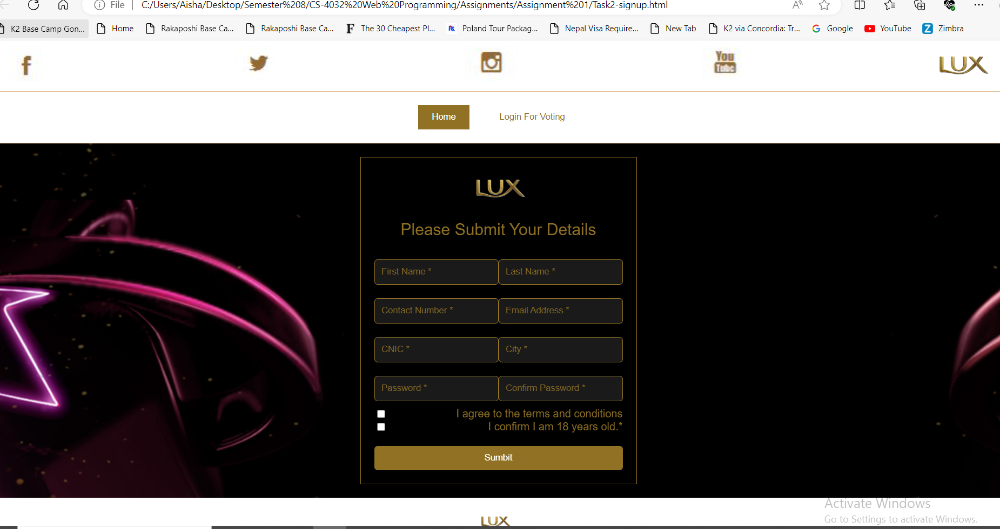 File C:/Users/Aisha/Desktop/Semester%208/CS-4032%20Web%20Programming/Assignments/Assignment%201/Task2-signup.html
K2 Base Camp Gon... Home Rakaposhi Base Ca... Rakaposhi Base Ca... The 30 Cheapest Pl... Poland Tour Packag... Nepal Visa Require... New Tab K2 via Concordia: Tr... Google YouTube Zimbra
You
Tube
LUX
Home Login For Voting
LUX
Please Submit Your Details
First Name * Last Name *
Contact Number * Email Address *
CNIC * City *
Password * Confirm Password *
I agree to the terms and conditions
I confirm I am 18 years old.*
Sumbit
Activate Windows
Go to Settings to activate Windows.
LUX